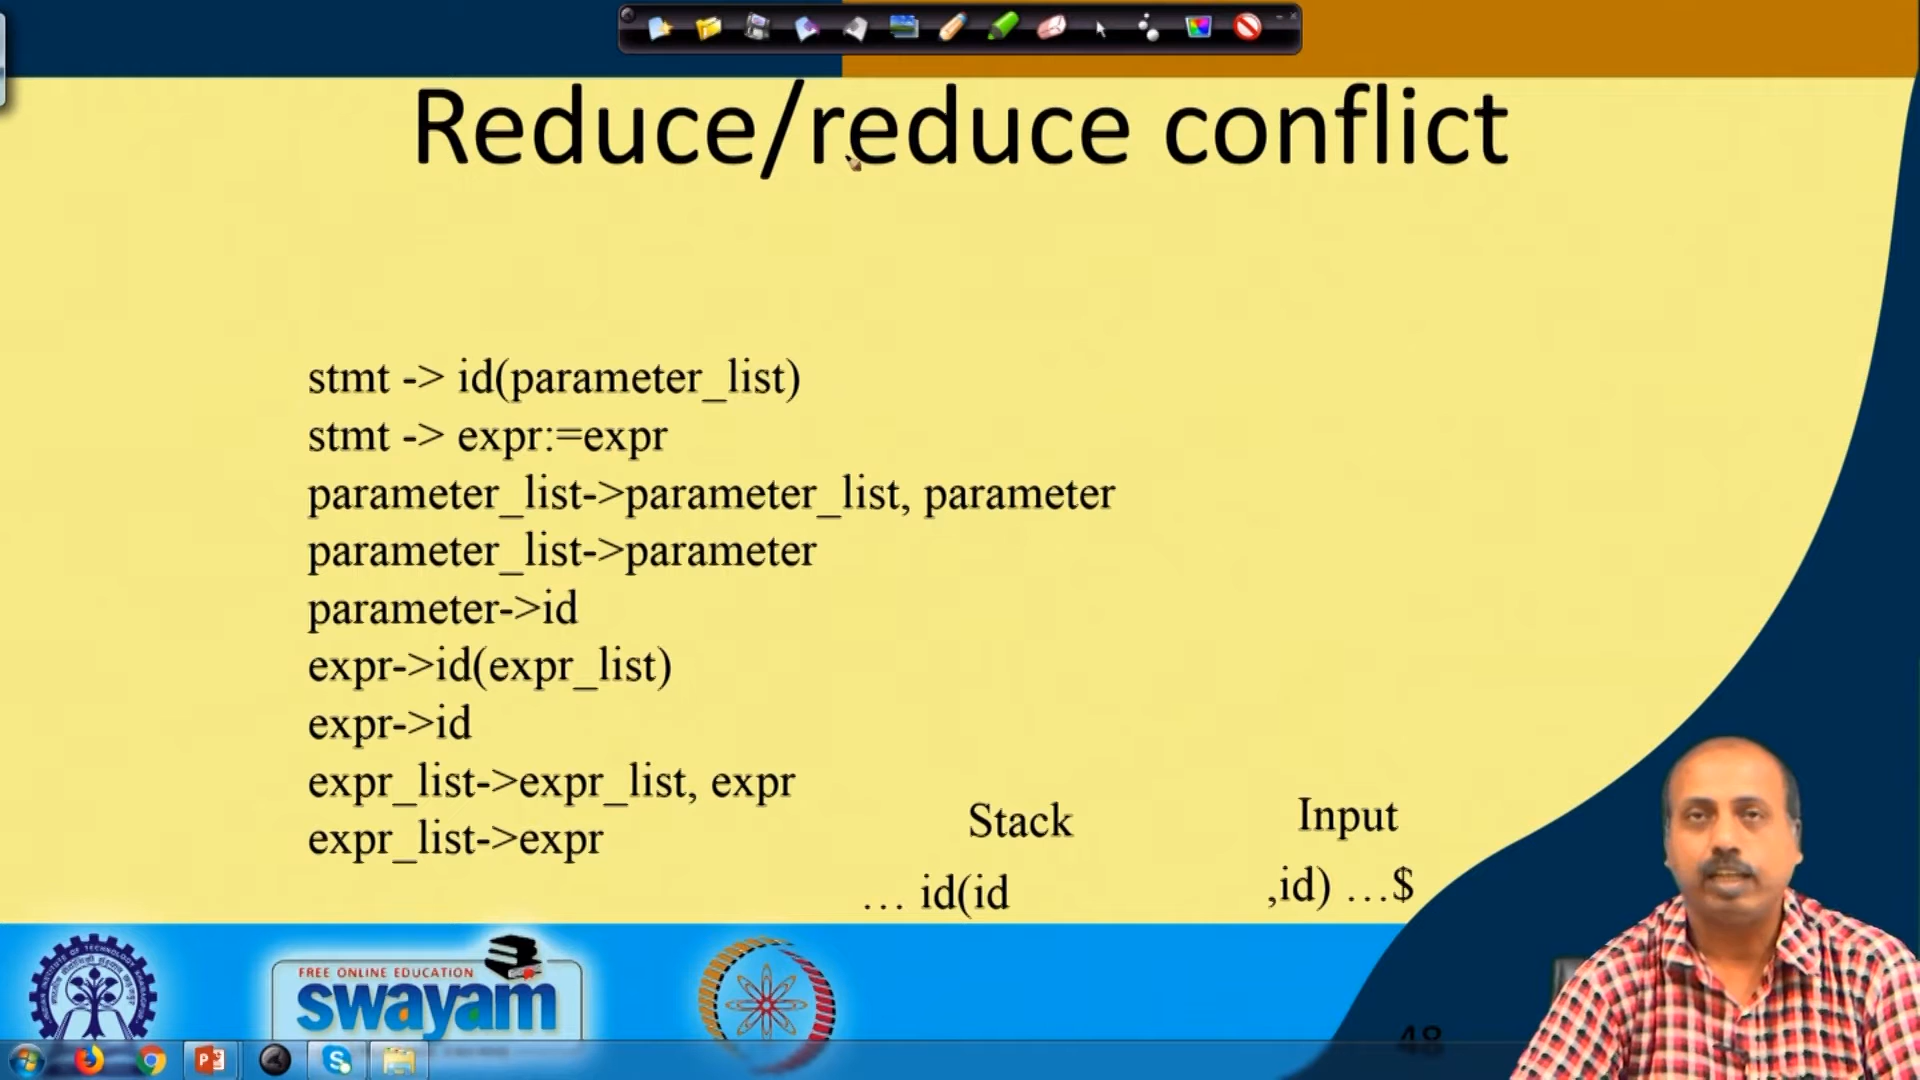 Reduce/reduce conflict
stmt -> id(parameter_list)
stmt -> expr:=expr
parameter_list->parameter_list, parameter
parameter_list->parameter
parameter->id
expr->id(expr_list)
expr->id
expr_list->expr_list, expr
expr_list->expr
Stack Input
… id(id ,id) …$
FREE ONLINE EDUCATION
swayam
48